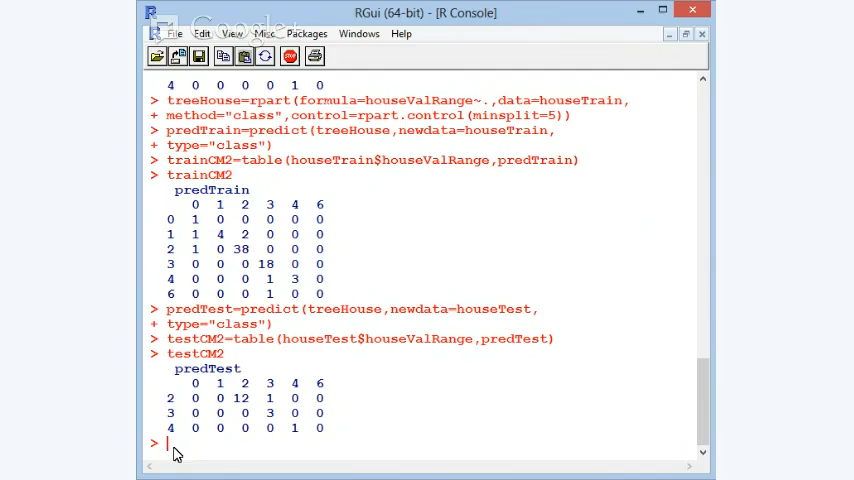 RGui (64-bit) - [R Console]
Google+
File Edit View Misc Packages Windows Help
STOP
4 0 0 0 0 1 0
> treeHouse=rpart(formula=houseValRange~.,data=houseTrain,
+ method="class",control=rpart.control(minsplit=5))
> predTrain=predict(treeHouse,newdata=houseTrain,
+ type="class")
> trainCM2=table(houseTrain$houseValRange,predTrain)
> trainCM2
predTrain
0 1 2 3 4 6
0 1 0 0 0 0 0
1 1 4 2 0 0 0
2 1 0 38 0 0 0
3 0 0 0 18 0 0
4 0 0 0 1 3 0
6 0 0 0 1 0 0
> predTest=predict(treeHouse,newdata=houseTest,
+ type="class")
> testCM2=table(houseTest$houseValRange,predTest)
> testCM2
predTest
0 1 2 3 4 6
2 0 0 12 1 0 0
3 0 0 0 3 0 0
4 0 0 0 0 1 0
>